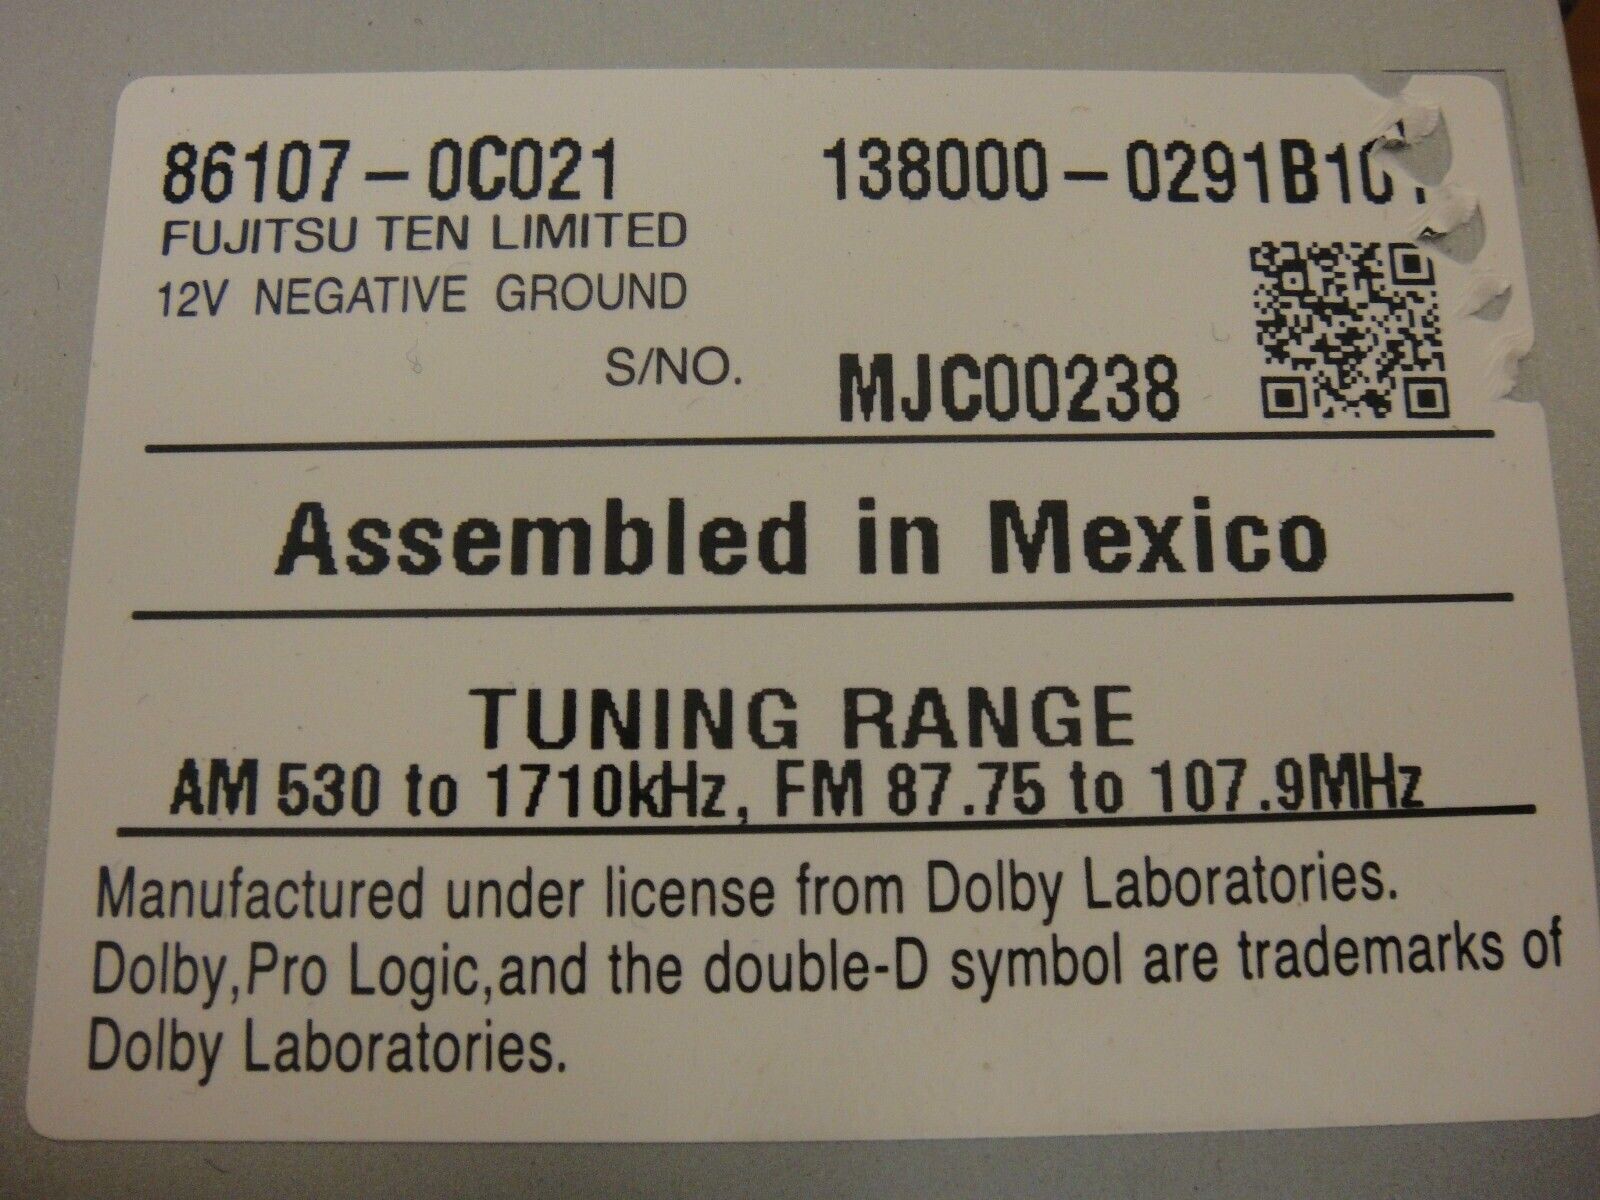 86107-0C021
FUJITSU TEN LIMITED
12V NEGATIVE GROUND
S/NO. MJC00238
Assembled in Mexico
TUNING RANGE
AM 530 to 1710kHz, FM 87.75 to 107.9MHz
Manufactured under license from Dolby Laboratories.
Dolby,Pro Logic,and the double-D symbol are trademarks of
Dolby Laboratories.